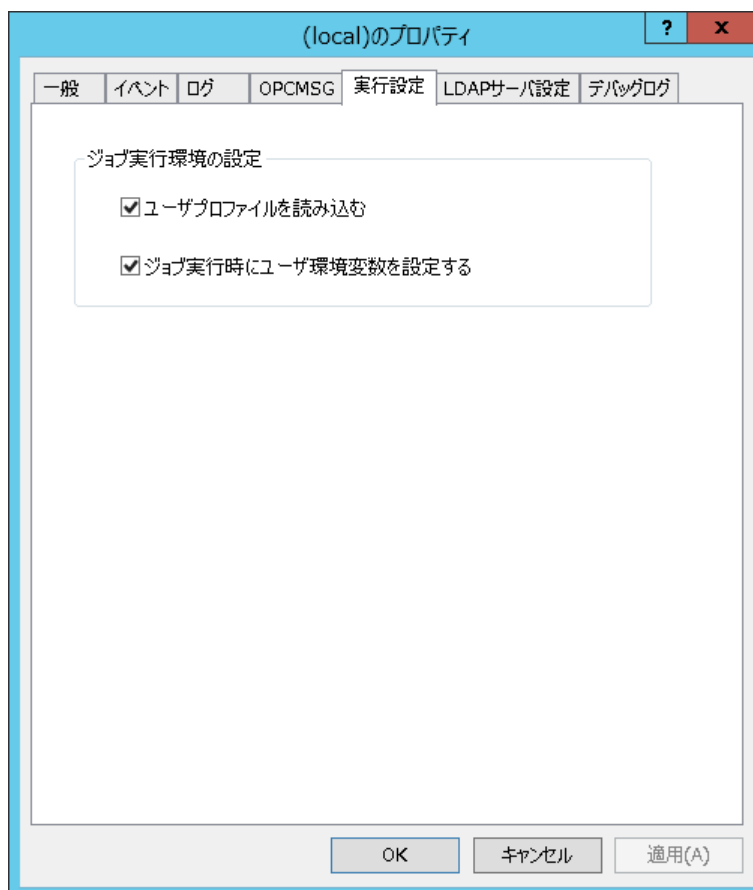 (local)のプロパティ
? x
一般 イベント ログ OPCMSG 実行設定 LDAPサーバ設定 デバッグログ
ジョブ実行環境の設定
ユーザプロファイルを読み込む
ジョブ実行時にユーザ環境変数を設定する
OK キャンセル 適用(A)